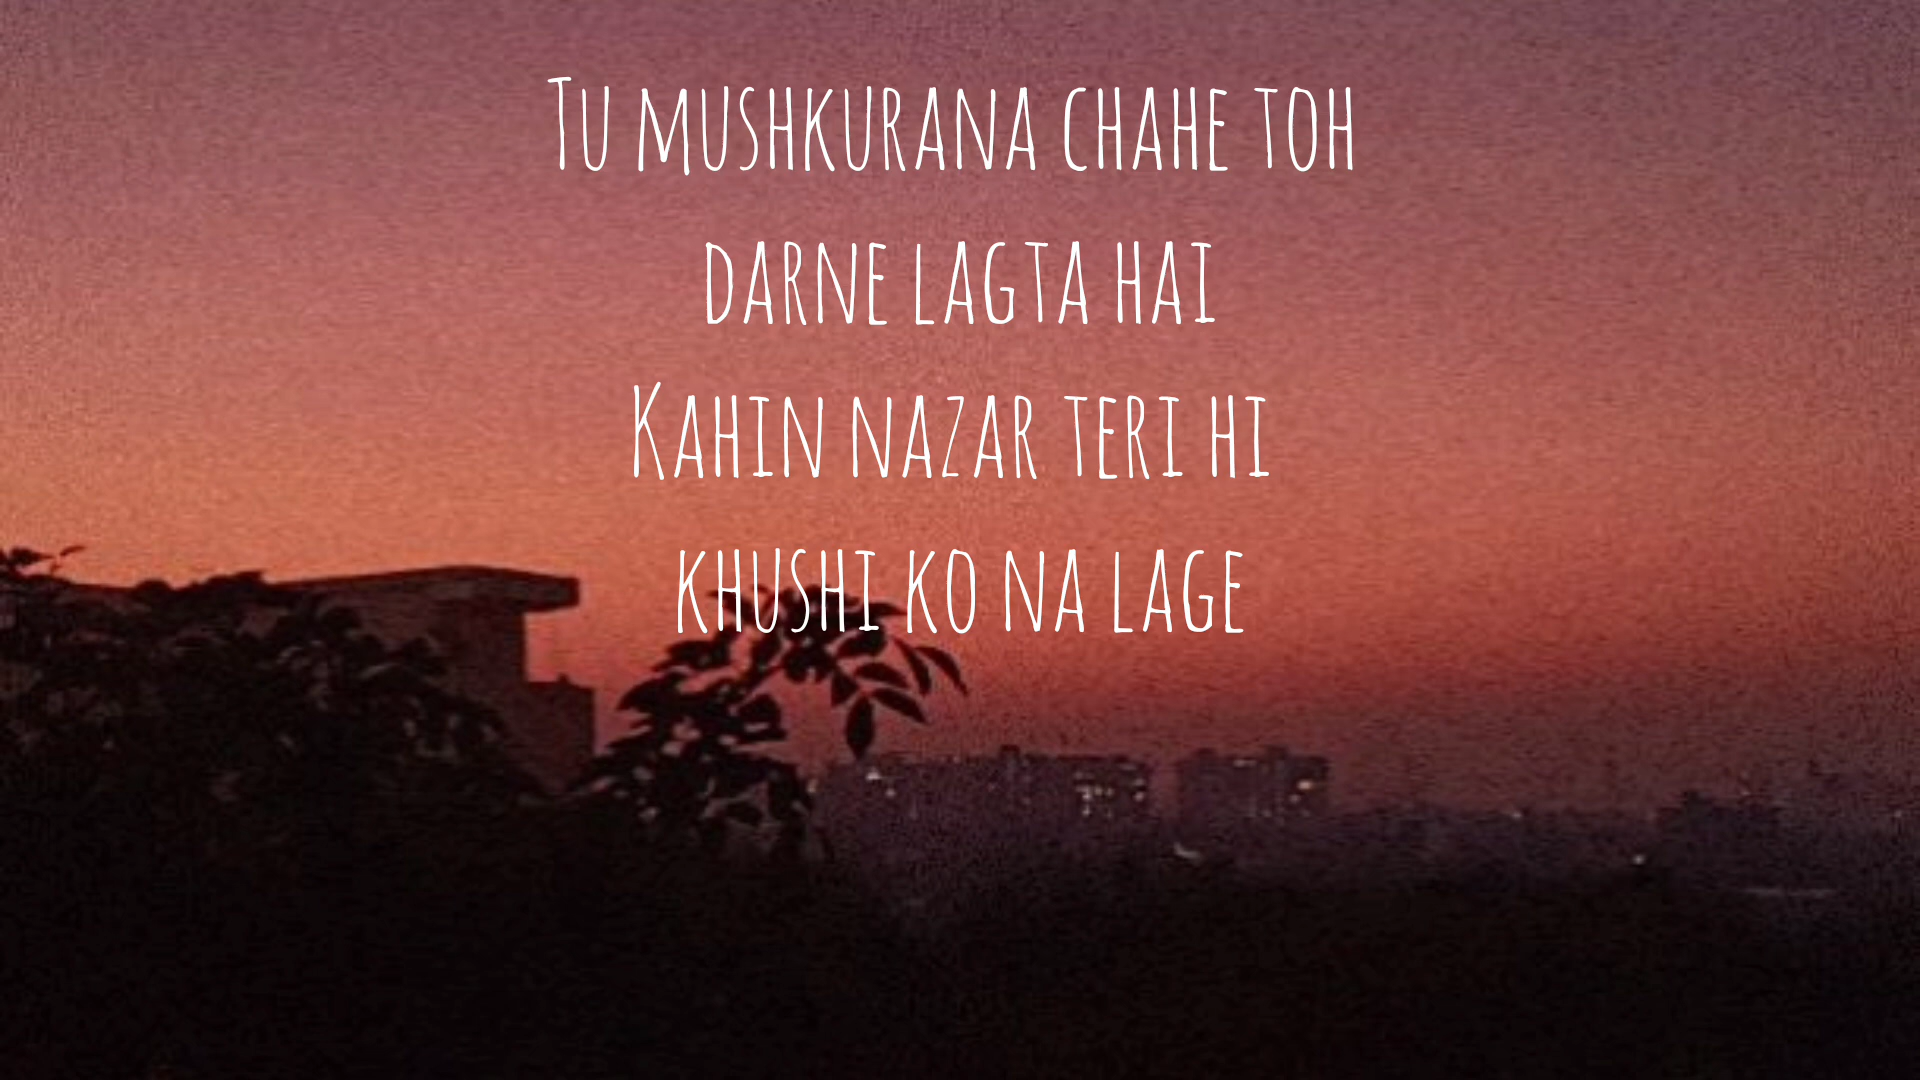 Tu mushkurana chahe toh
darne lagta hai
Kahin nazar teri hi
khushi ko na lage